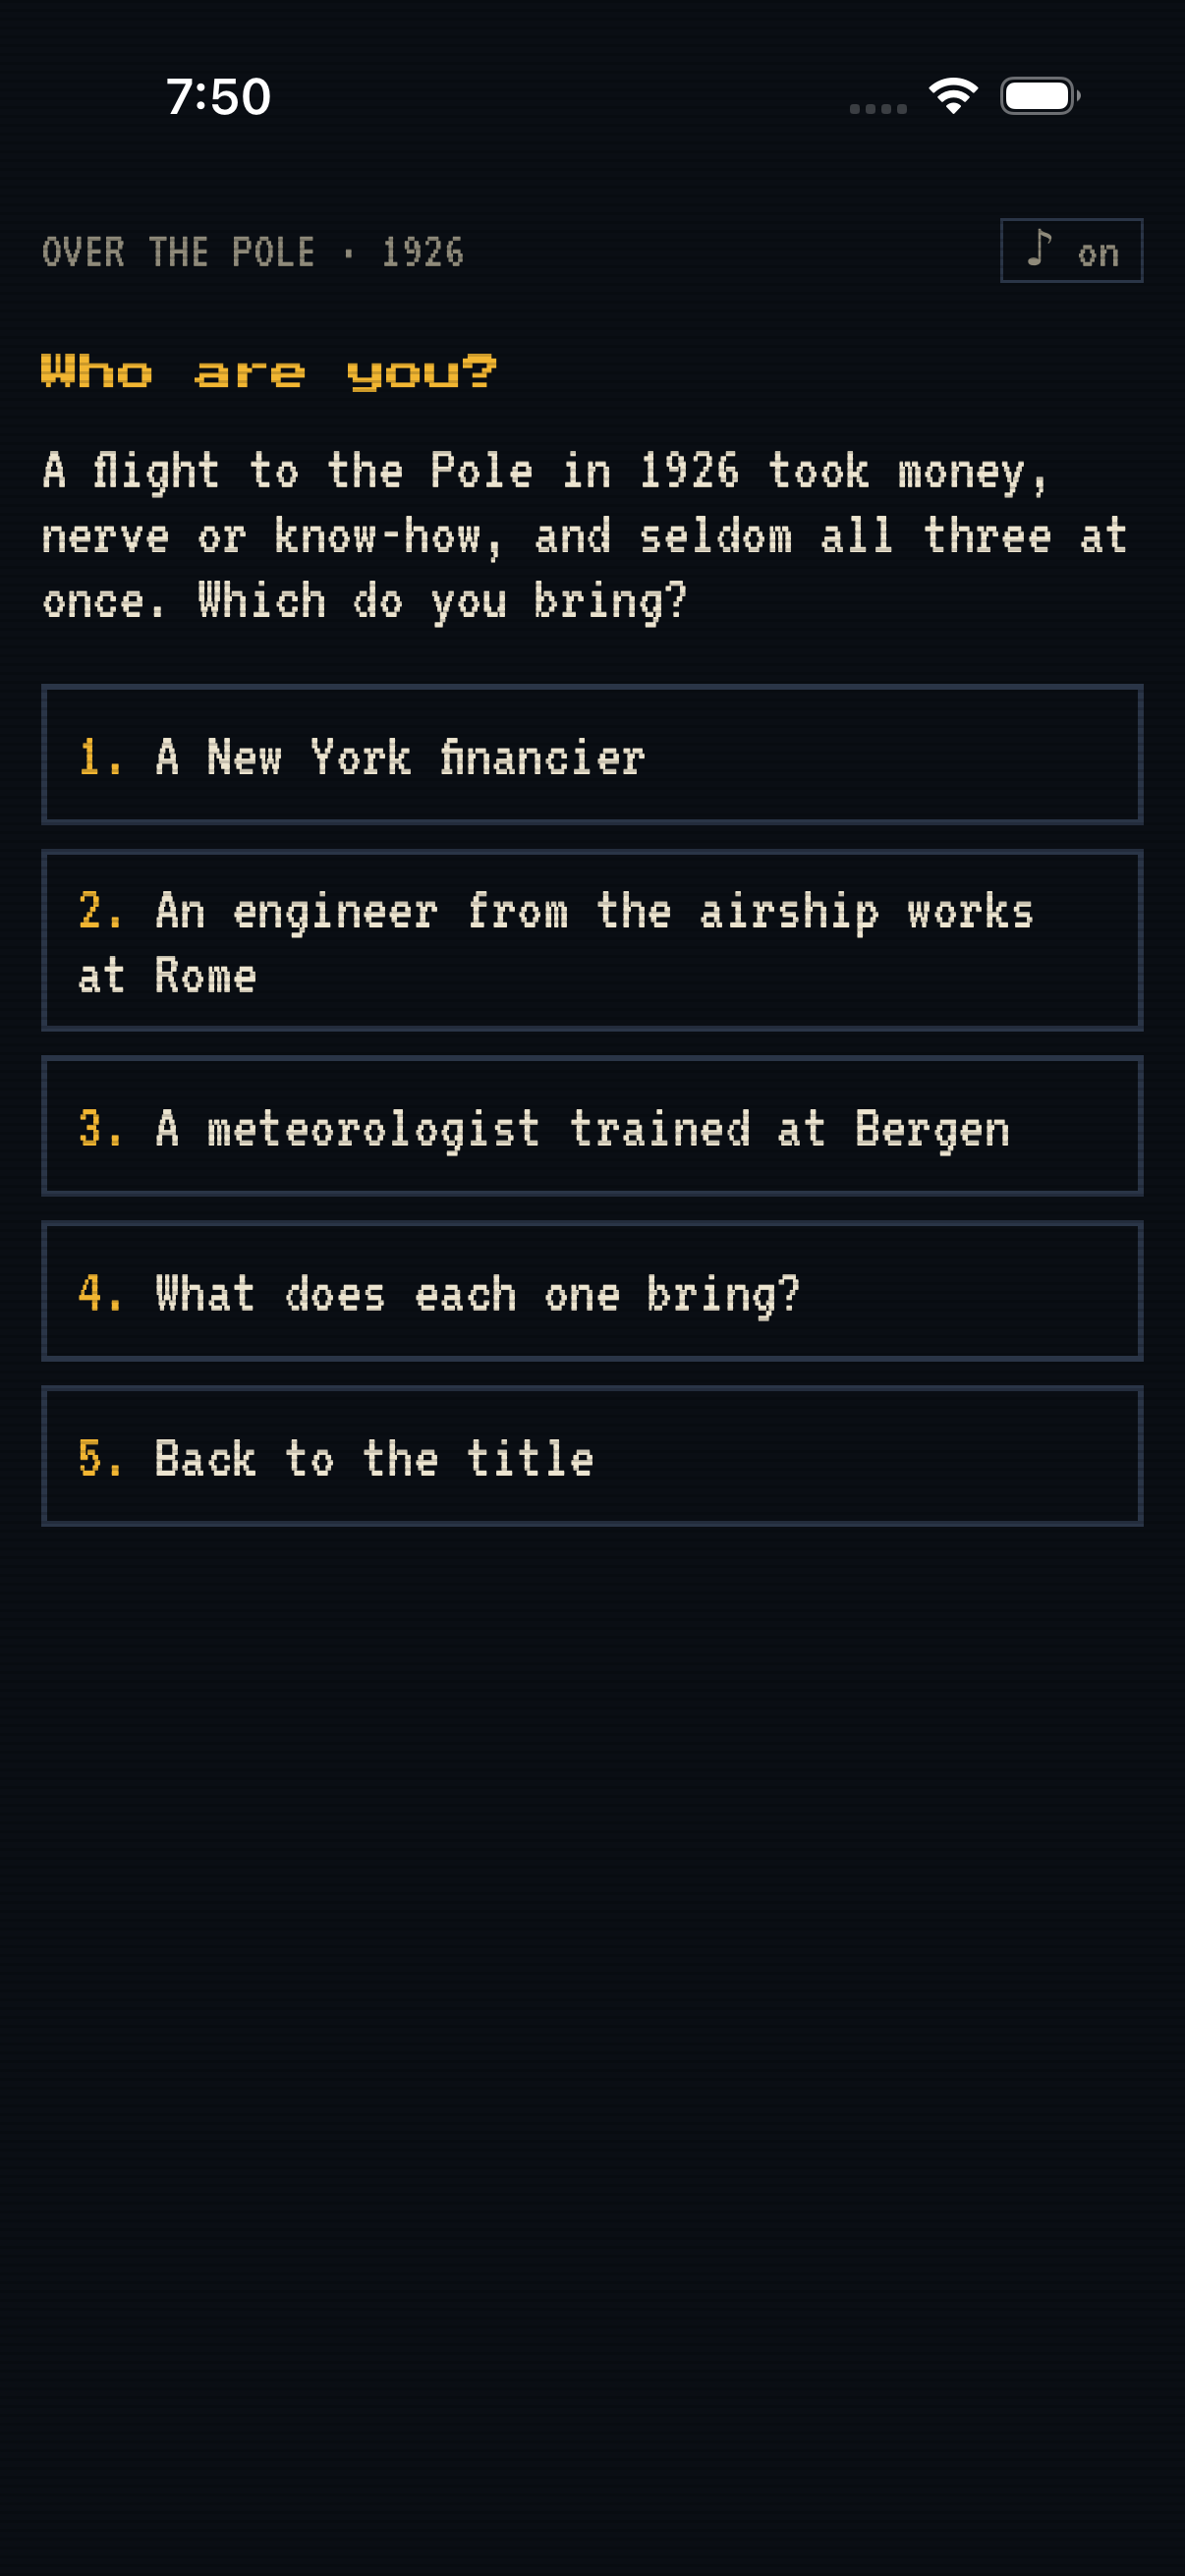 7:50
OVER THE POLE · 1926
♪ on
Who are you?
A flight to the Pole in 1926 took money,
nerve or know-how, and seldom all three at
once. Which do you bring?
1. A New York financier
2. An engineer from the airship works
at Rome
3. A meteorologist trained at Bergen
4. What does each one bring?
5. Back to the title